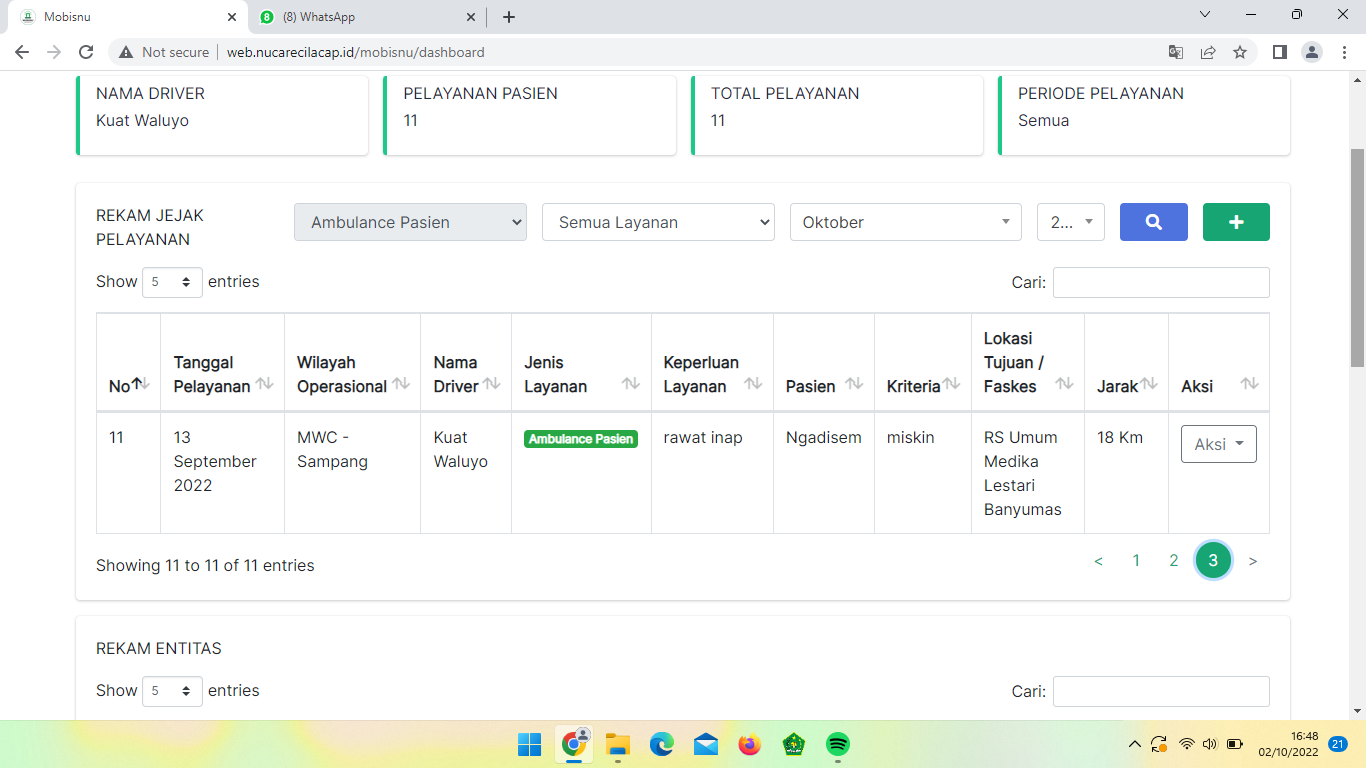 Mobisnu
(8) WhatsApp
Not secure
web.nucarecilacap.id/mobisnu/dashboard
NAMA DRIVER
Kuat Waluyo
PELAYANAN PASIEN
11
TOTAL PELAYANAN
11
PERIODE PELAYANAN
Semua
REKAM JEJAK
PELAYANAN
Ambulance Pasien
Semua Layanan
Oktober
2...
Show 5 entries
Cari:
No
Tanggal
Pelayanan
Wilayah
Operasional
Nama
Driver
Jenis
Layanan
Keperluan
Layanan
Pasien
Kriteria
Lokasi
Tujuan /
Faskes
Jarak
Aksi
11
13
September
2022
MWC -
Sampang
Kuat
Waluyo
Ambulance Pasien
rawat inap
Ngadisem
miskin
RS Umum
Medika
Lestari
Banyumas
18 Km
Aksi
Showing 11 to 11 of 11 entries
< 1 2 3 >
REKAM ENTITAS
Show 5 entries
Cari:
16:48
02/10/2022
21